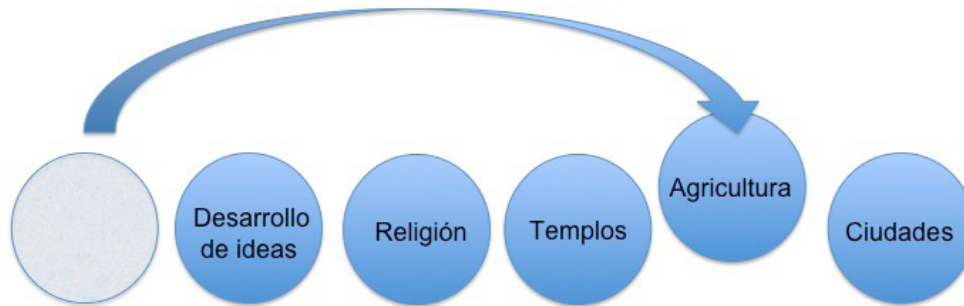 Desarrollo
de ideas
Religión
Templos
Agricultura
Ciudades